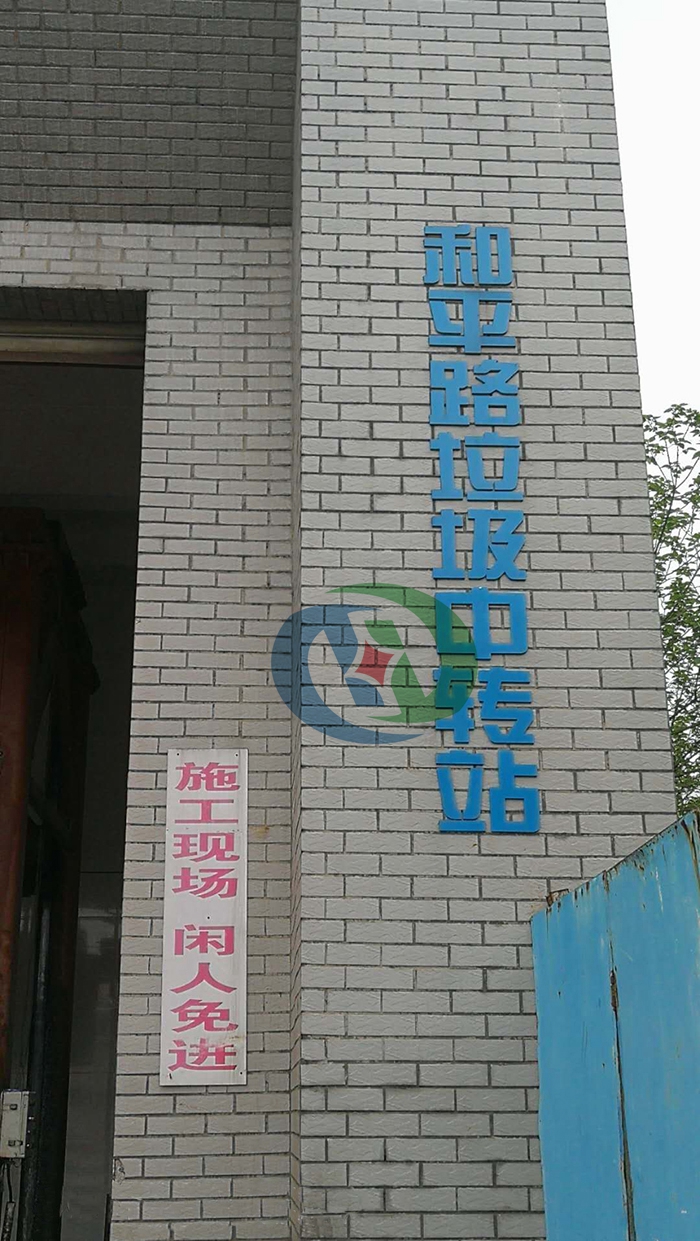 和平路垃圾中转站
施工现场 闲人免进